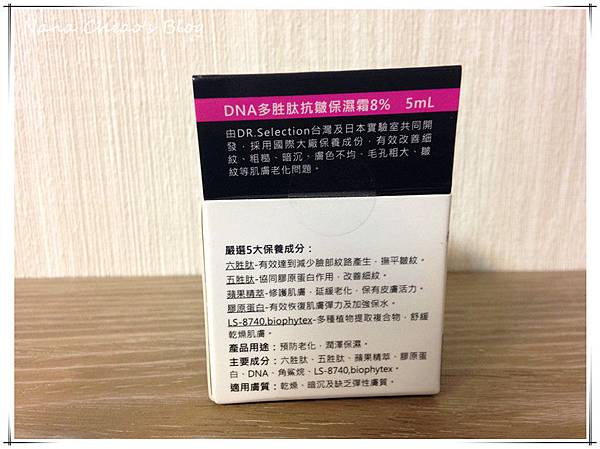 Nana Cheao's Blog
DNA多胜肽抗皺保濕霜8% 5mL
由DR.Selection台灣及日本實驗室共同開
發，採用國際大廠保養成份，有效改善細
紋、粗糙、暗沉、膚色不均、毛孔粗大、皺
紋等肌膚老化問題。
嚴選5大保養成分：
六胜肽-有效達到減少臉部紋路產生，撫平皺紋。
五胜肽-協同膠原蛋白作用，改善細紋。
蘋果精萃-修護肌膚，延緩老化，保有皮膚活力。
膠原蛋白-有效恢復肌膚彈力及加強保水。
LS-8740,biophytex-多種植物提取複合物，舒緩
乾燥肌膚。
產品用途：預防老化，潤澤保濕。
主要成分：六胜肽、五胜肽、蘋果精萃、膠原蛋
白、DNA、角鯊烷、LS-8740,biophytex。
適用膚質：乾燥、暗沉及缺乏彈性膚質。